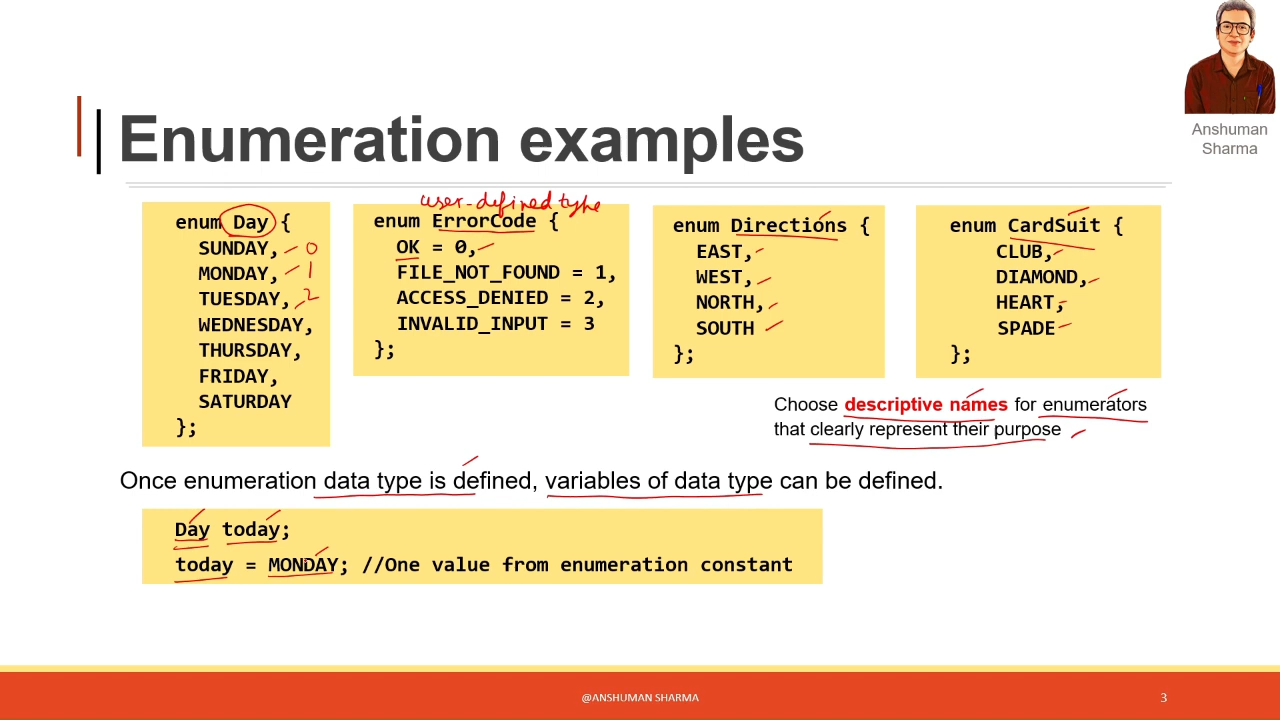 Anshuman
Sharma
Enumeration examples
enum Day {
SUNDAY, - 0
MONDAY, - 1
TUESDAY, - 2
WEDNESDAY,
THURSDAY,
FRIDAY,
SATURDAY
};
user-defined type
enum ErrorCode {
OK = 0,
FILE_NOT_FOUND = 1,
ACCESS_DENIED = 2,
INVALID_INPUT = 3
};
enum Directions {
EAST,
WEST,
NORTH,
SOUTH
};
enum CardSuit {
CLUB,
DIAMOND,
HEART,
SPADE
};
Choose descriptive names for enumerators
that clearly represent their purpose
Once enumeration data type is defined, variables of data type can be defined.
Day today;
today = MONDAY; //One value from enumeration constant
@ANSHUMAN SHARMA
3